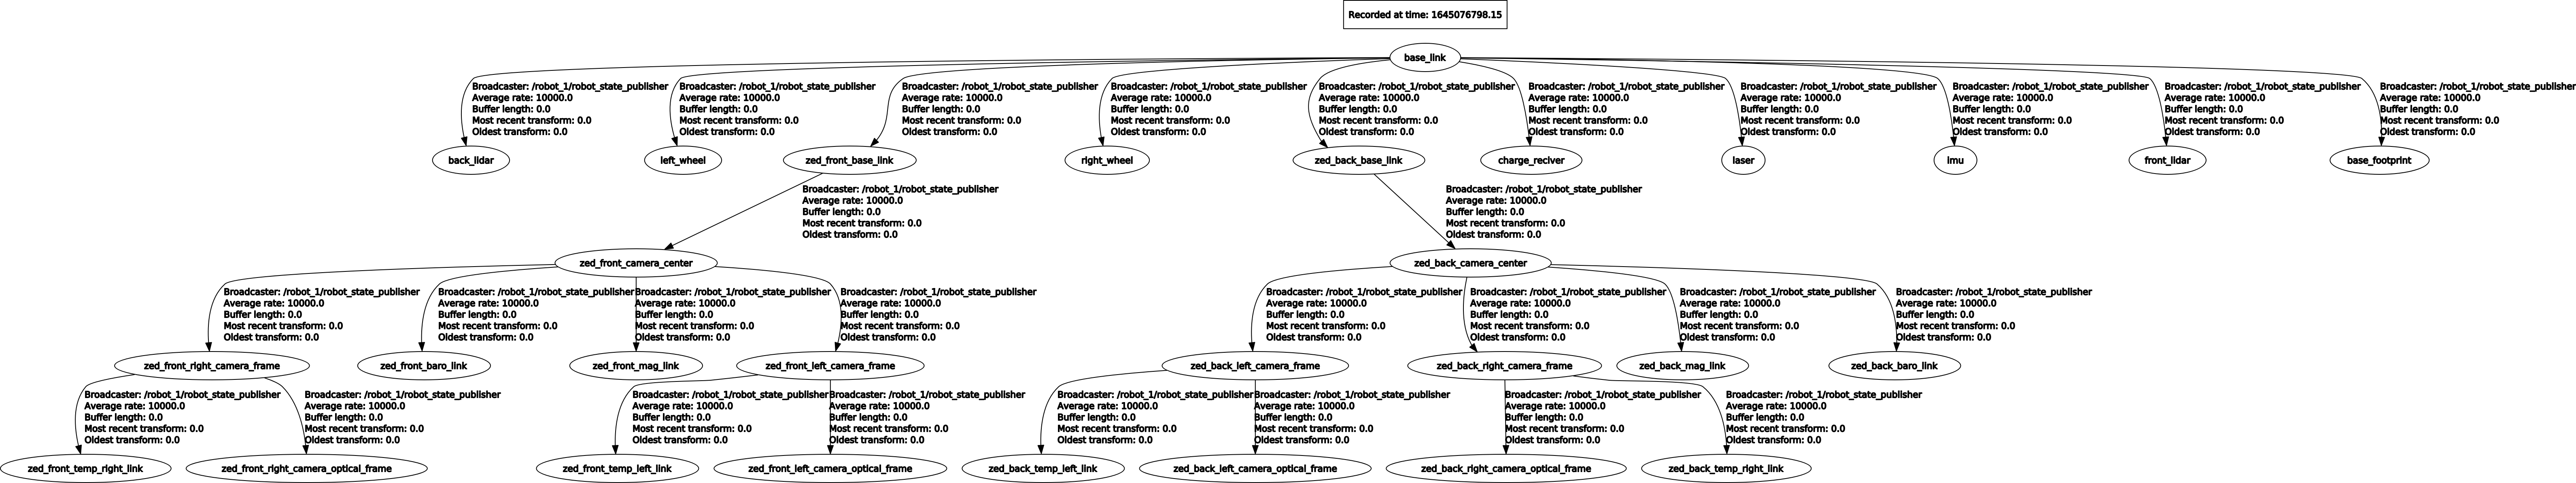 Recorded at time: 1645076798.15
base_link
Broadcaster: /robot_1/robot_state_publisher
Average rate: 10000.0
Buffer length: 0.0
Most recent transform: 0.0
Oldest transform: 0.0
Broadcaster: /robot_1/robot_state_publisher
Average rate: 10000.0
Buffer length: 0.0
Most recent transform: 0.0
Oldest transform: 0.0
Broadcaster: /robot_1/robot_state_publisher
Average rate: 10000.0
Buffer length: 0.0
Most recent transform: 0.0
Oldest transform: 0.0
Broadcaster: /robot_1/robot_state_publisher
Average rate: 10000.0
Buffer length: 0.0
Most recent transform: 0.0
Oldest transform: 0.0
Broadcaster: /robot_1/robot_state_publisher
Average rate: 10000.0
Buffer length: 0.0
Most recent transform: 0.0
Oldest transform: 0.0
Broadcaster: /robot_1/robot_state_publisher
Average rate: 10000.0
Buffer length: 0.0
Most recent transform: 0.0
Oldest transform: 0.0
Broadcaster: /robot_1/robot_state_publisher
Average rate: 10000.0
Buffer length: 0.0
Most recent transform: 0.0
Oldest transform: 0.0
Broadcaster: /robot_1/robot_state_publisher
Average rate: 10000.0
Buffer length: 0.0
Most recent transform: 0.0
Oldest transform: 0.0
Broadcaster: /robot_1/robot_state_publisher
Average rate: 10000.0
Buffer length: 0.0
Most recent transform: 0.0
Oldest transform: 0.0
Broadcaster: /robot_1/robot_state_publisher
Average rate: 10000.0
Buffer length: 0.0
Most recent transform: 0.0
Oldest transform: 0.0
back_lidar
left_wheel
zed_front_base_link
right_wheel
zed_back_base_link
charge_reciver
laser
imu
front_lidar
base_footprint
Broadcaster: /robot_1/robot_state_publisher
Average rate: 10000.0
Buffer length: 0.0
Most recent transform: 0.0
Oldest transform: 0.0
Broadcaster: /robot_1/robot_state_publisher
Average rate: 10000.0
Buffer length: 0.0
Most recent transform: 0.0
Oldest transform: 0.0
zed_front_camera_center
zed_back_camera_center
Broadcaster: /robot_1/robot_state_publisher
Average rate: 10000.0
Buffer length: 0.0
Most recent transform: 0.0
Oldest transform: 0.0
Broadcaster: /robot_1/robot_state_publisher
Average rate: 10000.0
Buffer length: 0.0
Most recent transform: 0.0
Oldest transform: 0.0
Broadcaster: /robot_1/robot_state_publisher
Average rate: 10000.0
Buffer length: 0.0
Most recent transform: 0.0
Oldest transform: 0.0
Broadcaster: /robot_1/robot_state_publisher
Average rate: 10000.0
Buffer length: 0.0
Most recent transform: 0.0
Oldest transform: 0.0
Broadcaster: /robot_1/robot_state_publisher
Average rate: 10000.0
Buffer length: 0.0
Most recent transform: 0.0
Oldest transform: 0.0
Broadcaster: /robot_1/robot_state_publisher
Average rate: 10000.0
Buffer length: 0.0
Most recent transform: 0.0
Oldest transform: 0.0
Broadcaster: /robot_1/robot_state_publisher
Average rate: 10000.0
Buffer length: 0.0
Most recent transform: 0.0
Oldest transform: 0.0
Broadcaster: /robot_1/robot_state_publisher
Average rate: 10000.0
Buffer length: 0.0
Most recent transform: 0.0
Oldest transform: 0.0
zed_front_right_camera_frame
zed_front_baro_link
zed_front_mag_link
zed_front_left_camera_frame
zed_back_left_camera_frame
zed_back_right_camera_frame
zed_back_mag_link
zed_back_baro_link
Broadcaster: /robot_1/robot_state_publisher
Average rate: 10000.0
Buffer length: 0.0
Most recent transform: 0.0
Oldest transform: 0.0
Broadcaster: /robot_1/robot_state_publisher
Average rate: 10000.0
Buffer length: 0.0
Most recent transform: 0.0
Oldest transform: 0.0
Broadcaster: /robot_1/robot_state_publisher
Average rate: 10000.0
Buffer length: 0.0
Most recent transform: 0.0
Oldest transform: 0.0
Broadcaster: /robot_1/robot_state_publisher
Average rate: 10000.0
Buffer length: 0.0
Most recent transform: 0.0
Oldest transform: 0.0
Broadcaster: /robot_1/robot_state_publisher
Average rate: 10000.0
Buffer length: 0.0
Most recent transform: 0.0
Oldest transform: 0.0
Broadcaster: /robot_1/robot_state_publisher
Average rate: 10000.0
Buffer length: 0.0
Most recent transform: 0.0
Oldest transform: 0.0
Broadcaster: /robot_1/robot_state_publisher
Average rate: 10000.0
Buffer length: 0.0
Most recent transform: 0.0
Oldest transform: 0.0
Broadcaster: /robot_1/robot_state_publisher
Average rate: 10000.0
Buffer length: 0.0
Most recent transform: 0.0
Oldest transform: 0.0
zed_front_temp_right_link
zed_front_right_camera_optical_frame
zed_front_temp_left_link
zed_front_left_camera_optical_frame
zed_back_temp_left_link
zed_back_left_camera_optical_frame
zed_back_right_camera_optical_frame
zed_back_temp_right_link